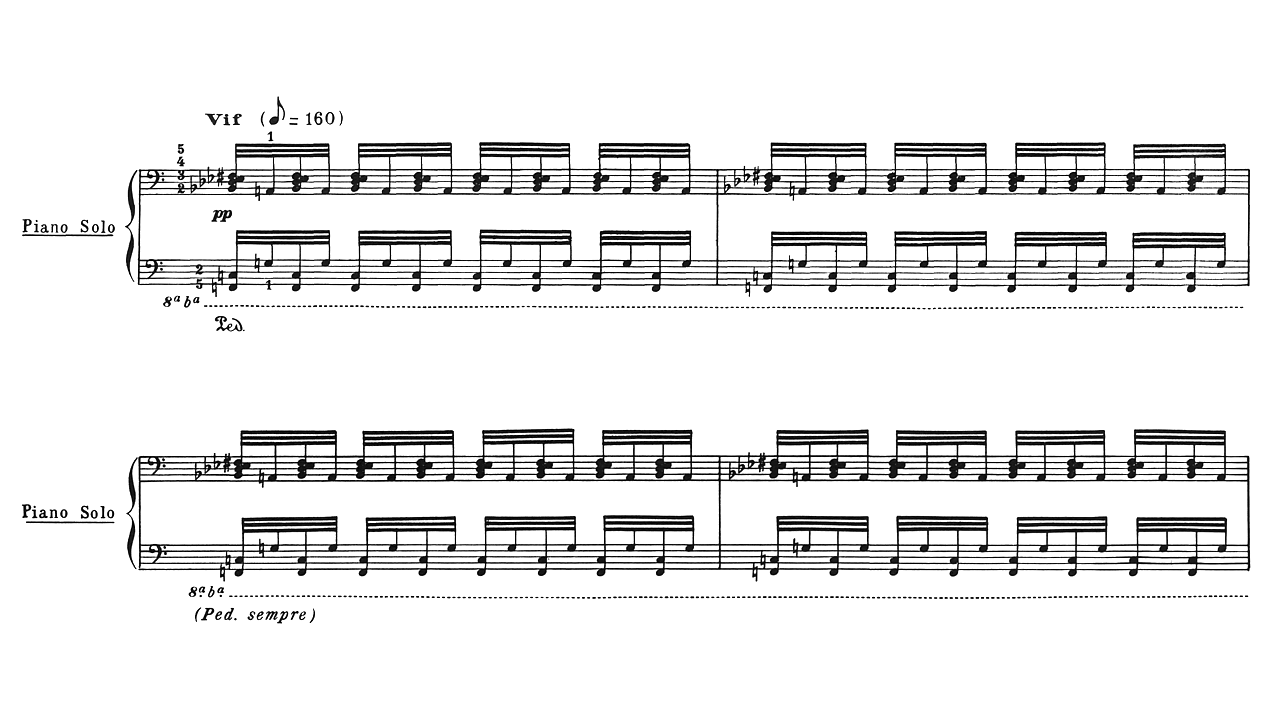 Vif (♪ = 160)
1
5
4
3
2
pp
Piano Solo
2
5 1
8ª bª
Ped.
Piano Solo
8ª bª
(Ped. sempre)